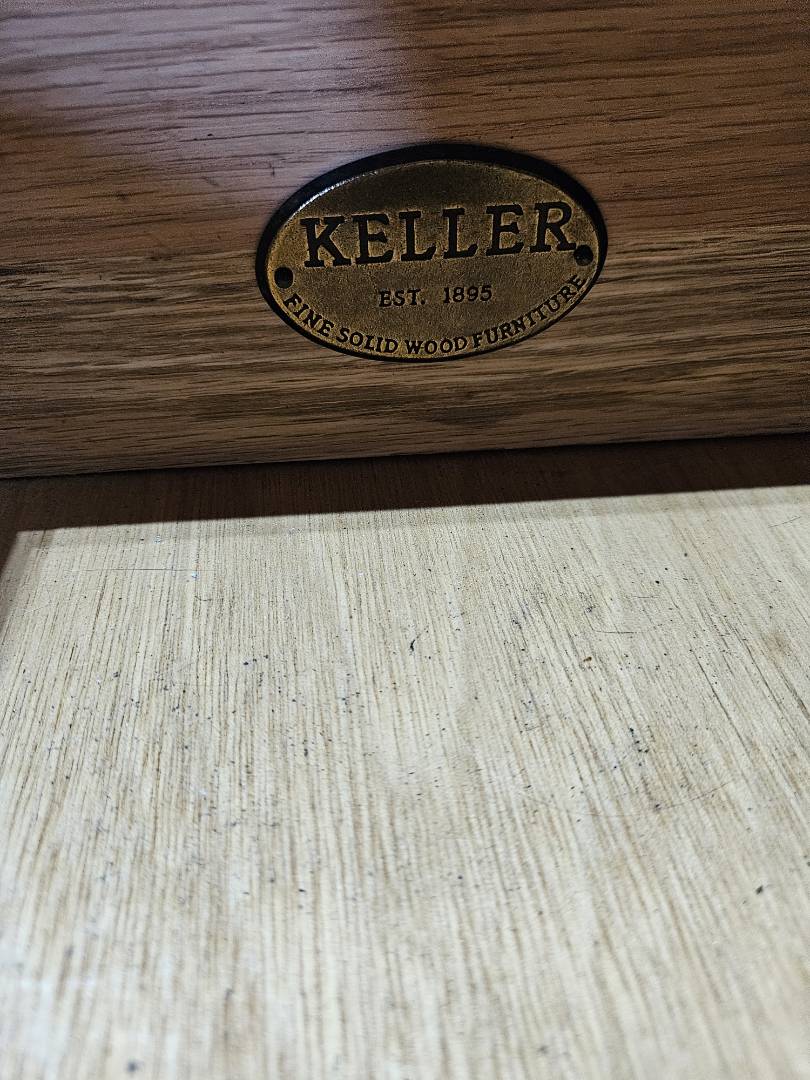 KELLER
EST. 1895
FINE SOLID WOOD FURNITURE